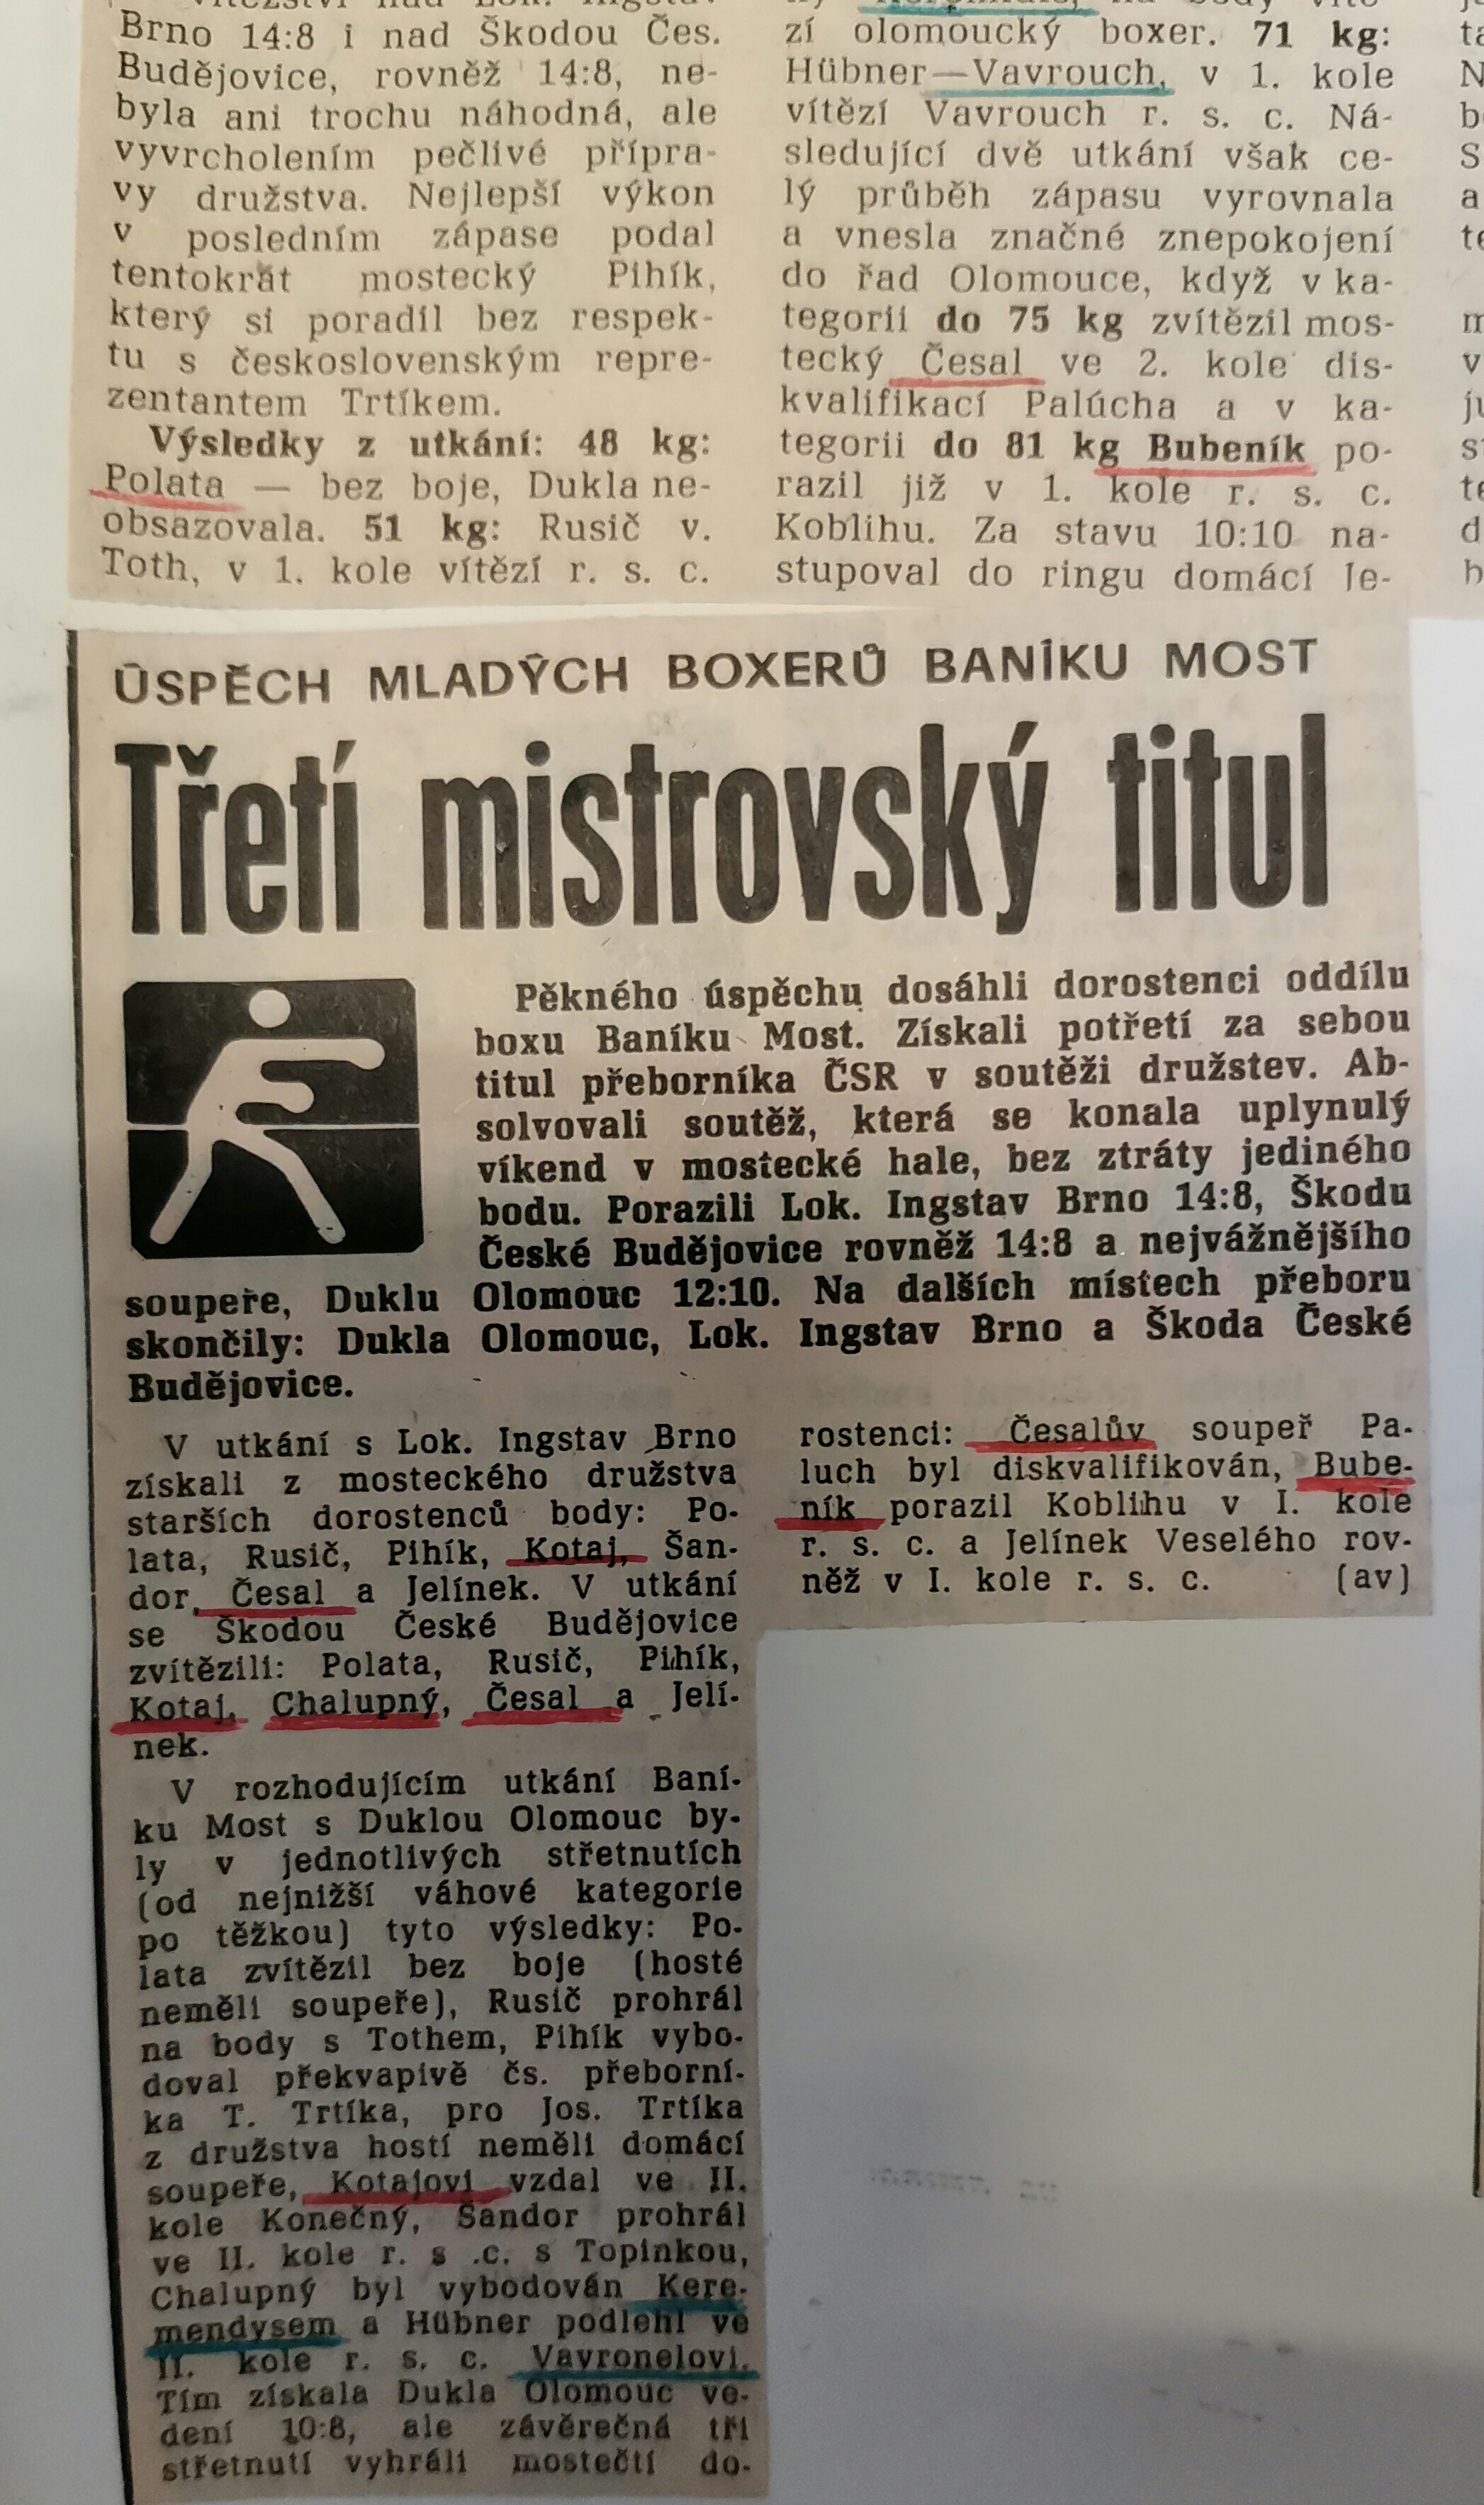 Brno 14:8 i nad Škodou Čes.
Budějovice, rovněž 14:8, ne-
byla ani trochu náhodná, ale
vyvrcholením pečlivé přípra-
vy družstva. Nejlepší výkon
v posledním zápase podal
tentokrát mostecký Pihík,
který si poradil bez respek-
tu s československým repre-
zentantem Trtíkem.
Výsledky z utkání: 48 kg:
Polata — bez boje, Dukla ne-
obsazovala. 51 kg: Rusič v.
Toth, v 1. kole vítězí r. s. c.
zí olomoucký boxer. 71 kg:
Hübner—Vavrouch, v 1. kole
vítězí Vavrouch r. s. c. Ná-
sledující dvě utkání však ce-
lý průběh zápasu vyrovnala
a vnesla značné znepokojení
do řad Olomouce, když v ka-
tegorii do 75 kg zvítězil mos-
tecký Česal ve 2. kole dis-
kvalifikací Palúcha a v ka-
tegorii do 81 kg Bubeník po-
razil již v 1. kole r. s. c.
Koblihu. Za stavu 10:10 na-
stupoval do ringu domácí Je-
ÚSPĚCH MLADÝCH BOXERŮ BANÍKU MOST
Třetí mistrovský titul
Pěkného úspěchu dosáhli dorostenci oddílu
boxu Baníku Most. Získali potřetí za sebou
titul přeborníka ČSR v soutěži družstev. Ab-
solvovali soutěž, která se konala uplynulý
víkend v mostecké hale, bez ztráty jediného
bodu. Porazili Lok. Ingstav Brno 14:8, Škodu
České Budějovice rovněž 14:8 a nejvážnějšího
soupeře, Duklu Olomouc 12:10. Na dalších místech přeboru
skončily: Dukla Olomouc, Lok. Ingstav Brno a Škoda České
Budějovice.
V utkání s Lok. Ingstav Brno
získali z mosteckého družstva
starších dorostenců body: Po-
lata, Rusič, Pihík, Kotaj, Šan-
dor, Česal a Jelínek. V utkání
se Škodou České Budějovice
zvítězili: Polata, Rusič, Pihík,
Kotaj, Chalupný, Česal a Jelí-
nek.
V rozhodujícím utkání Baní-
ku Most s Duklou Olomouc by-
ly v jednotlivých střetnutích
(od nejnižší váhové kategorie
po těžkou) tyto výsledky: Po-
lata zvítězil bez boje (hosté
neměli soupeře), Rusič prohrál
na body s Tothem, Pihík vybo-
doval překvapivě čs. přeborní-
ka T. Trtíka, pro Jos. Trtíka
z družstva hostí neměli domácí
soupeře, Kotajovi vzdal ve II.
kole Konečný, Šandor prohrál
ve II. kole r. s .c. s Topinkou,
Chalupný byl vybodován Kere-
mendysem a Hübner podlehl ve
II. kole r. s. c. Vavronelovi.
Tím získala Dukla Olomouc ve-
dení 10:8, ale závěrečná tři
střetnutí vyhráli mostečtí do-
rostenci: Česalův soupeř Pa-
luch byl diskvalifikován, Bube-
ník porazil Koblihu v I. kole
r. s. c. a Jelínek Veselého rov-
něž v I. kole r. s. c. (av)